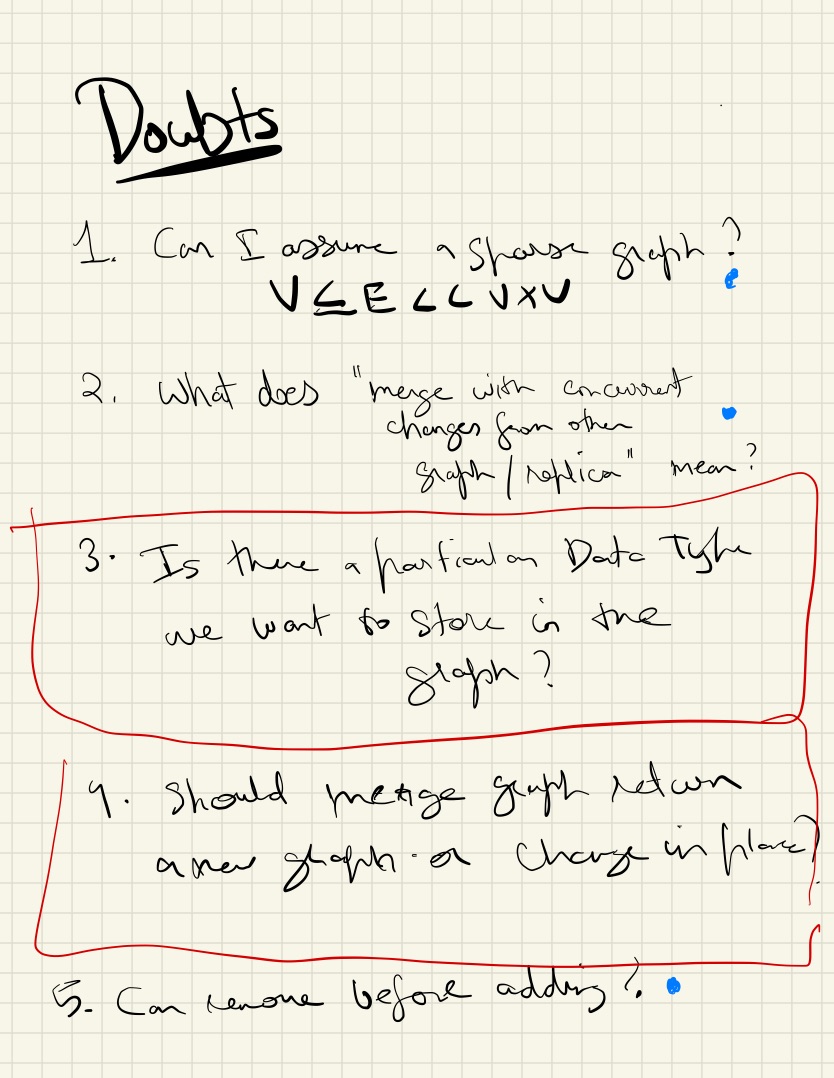 Doubts
1. Can I assume a sparse graph?
V ⊆ E << V×V
2. What does "merge with concurrent
changes from other
graph/replica" mean?
3. Is there a particular Data Type
we want to store in the
graph?
4. Should merge graph return
a new graph or change in place?
5. Can remove before adding?